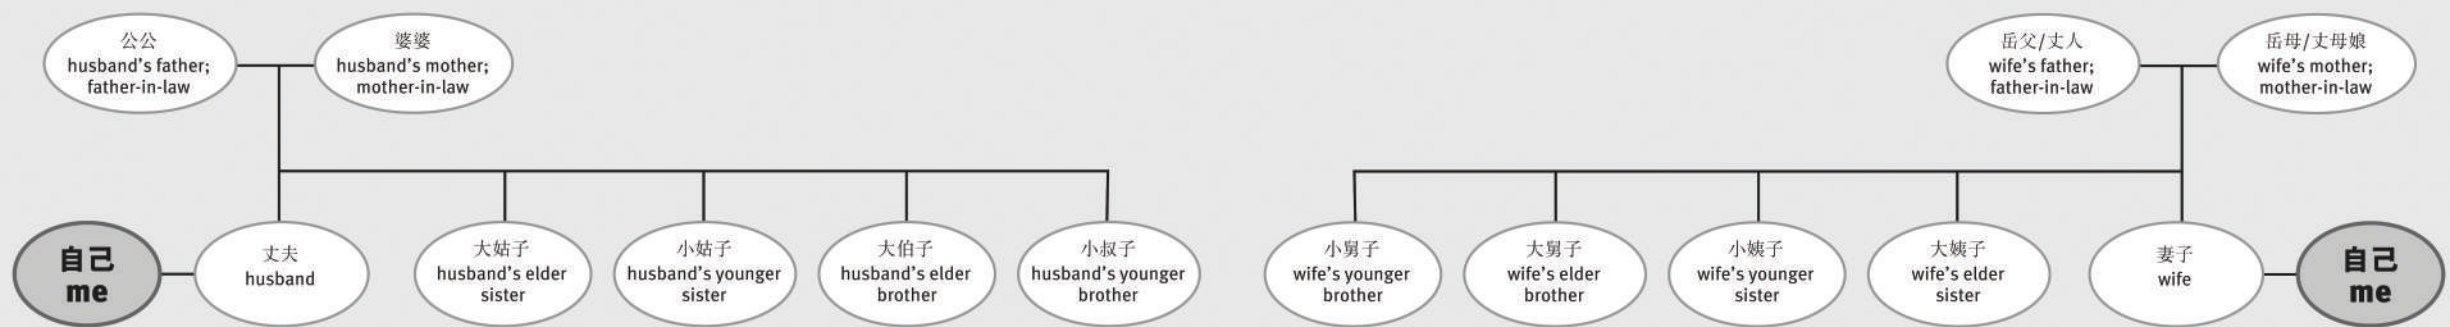 公公
husband's father;
father-in-law
婆婆
husband's mother;
mother-in-law
岳父/丈人
wife's father;
father-in-law
岳母/丈母娘
wife's mother;
mother-in-law
自己
me
丈夫
husband
大姑子
husband's elder
sister
小姑子
husband's younger
sister
大伯子
husband's elder
brother
小叔子
husband's younger
brother
小舅子
wife's younger
brother
大舅子
wife's elder
brother
小姨子
wife's younger
sister
大姨子
wife's elder
sister
妻子
wife
自己
me